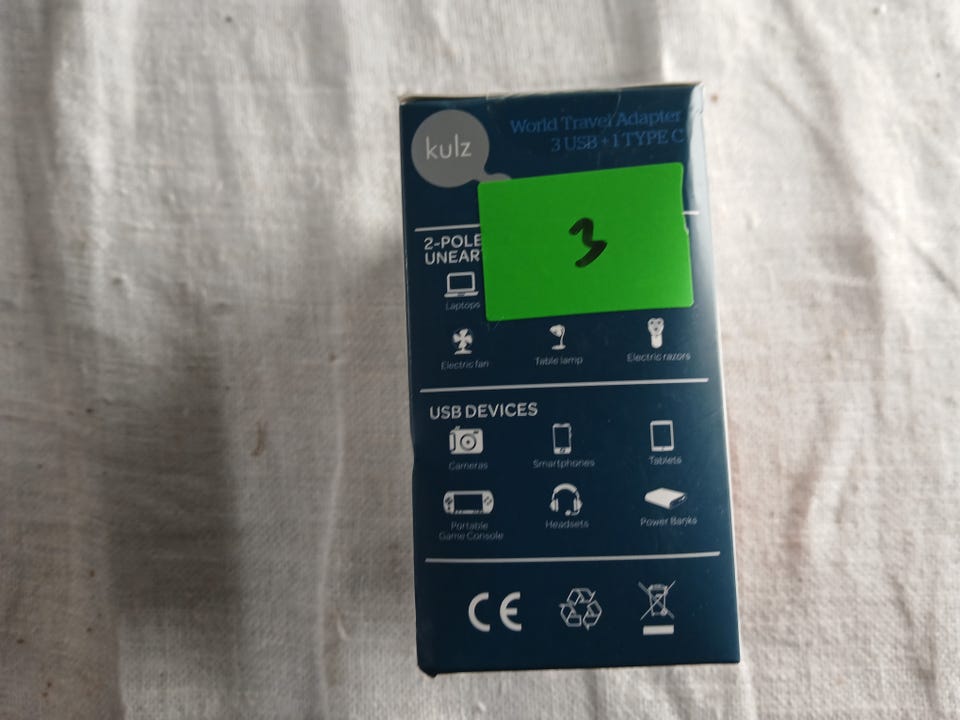 kulz
World Travel Adapter
3 USB + 1 TYPE C
3
2-POLE
UNEAR
Laptops
Electric fan
Table lamp
Electric razors
USB DEVICES
Cameras
Smartphones
Tablets
Portable
Game Console
Headsets
Power Banks
CE